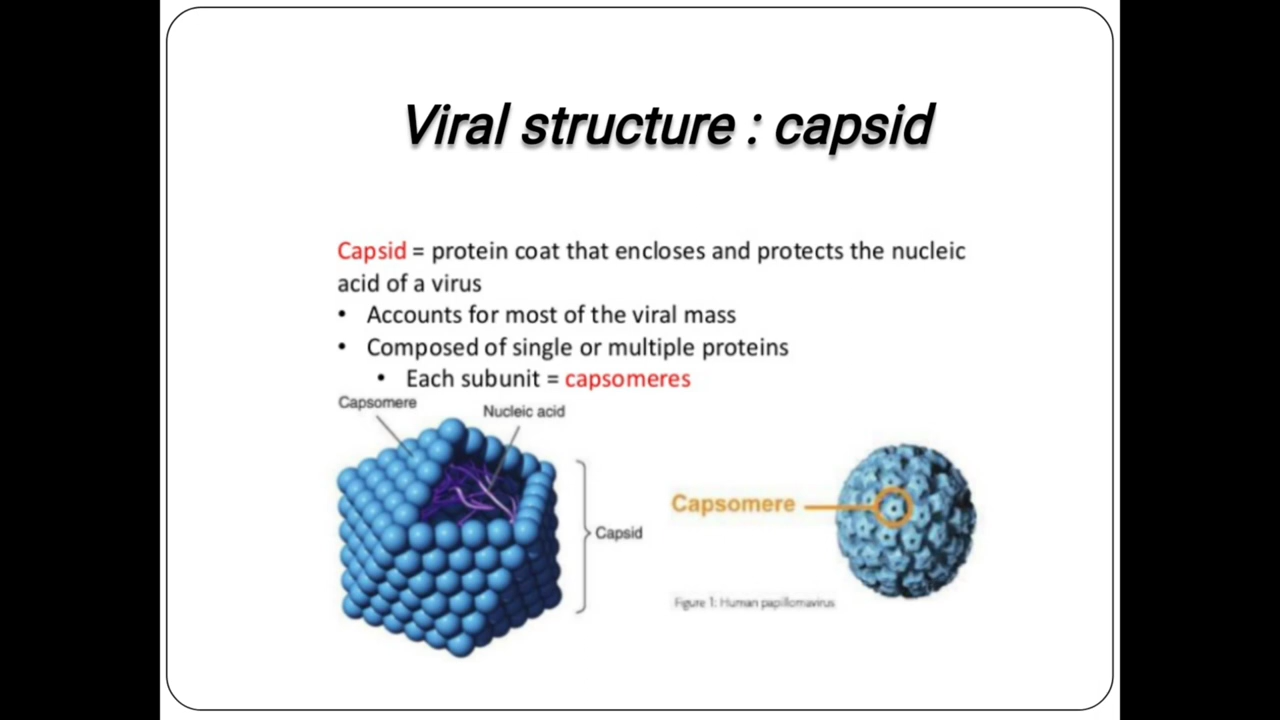 Viral structure : capsid
Capsid = protein coat that encloses and protects the nucleic
acid of a virus
• Accounts for most of the viral mass
• Composed of single or multiple proteins
• Each subunit = capsomeres
Capsomere
Nucleic acid
Capsid
Capsomere
Figure 1: Human papillomavirus